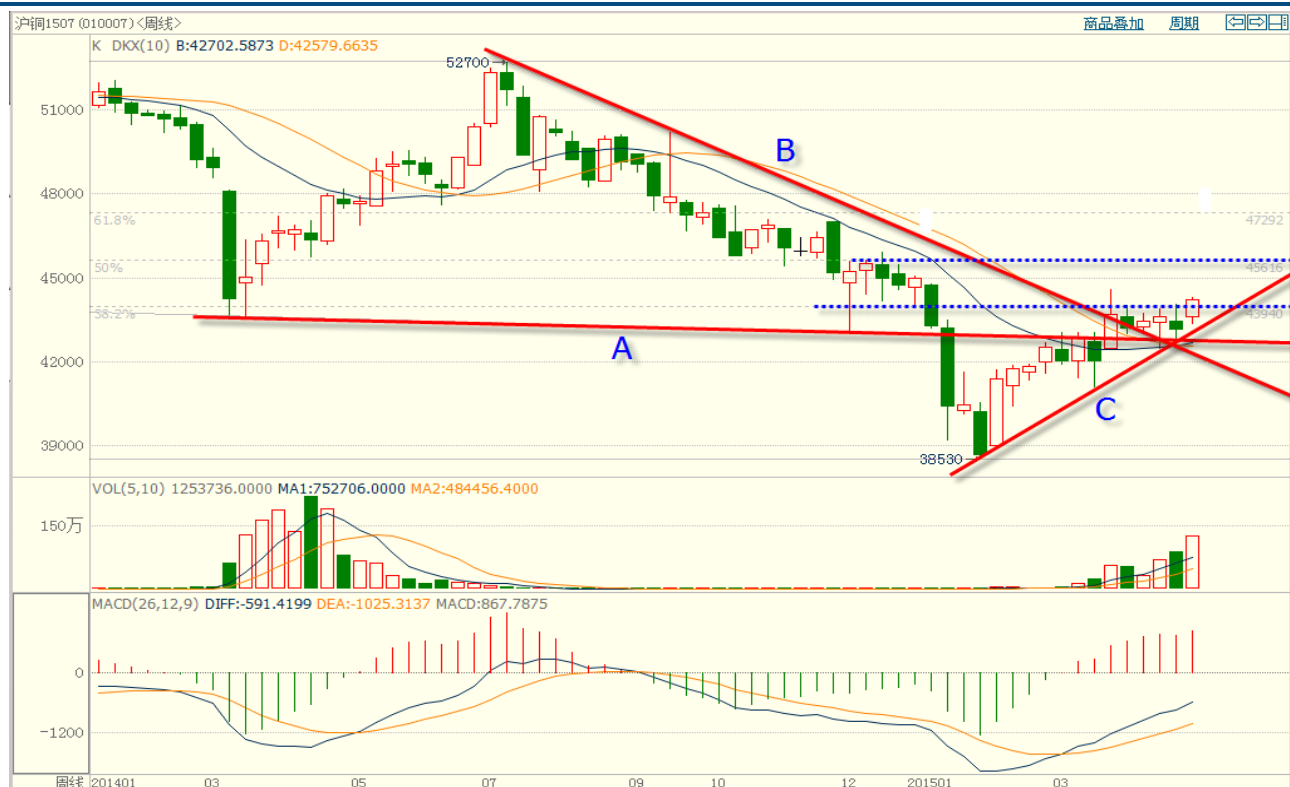 沪铜1507 (010007)<周线> 商品叠加 周期
K DKX(10) B:42702.5873 D:42579.6635
52700
51000
B
48000
61.8% 47292
50% 45616
45000
38.2% 43940
A
42000
C
39000
38530
VOL(5,10) 1253736.0000 MA1:752706.0000 MA2:484456.4000
150万
MACD(26,12,9) DIFF:-591.4199 DEA:-1025.3137 MACD:867.7875
0
-1200
周线 201401 03 05 07 09 10 12 201501 03